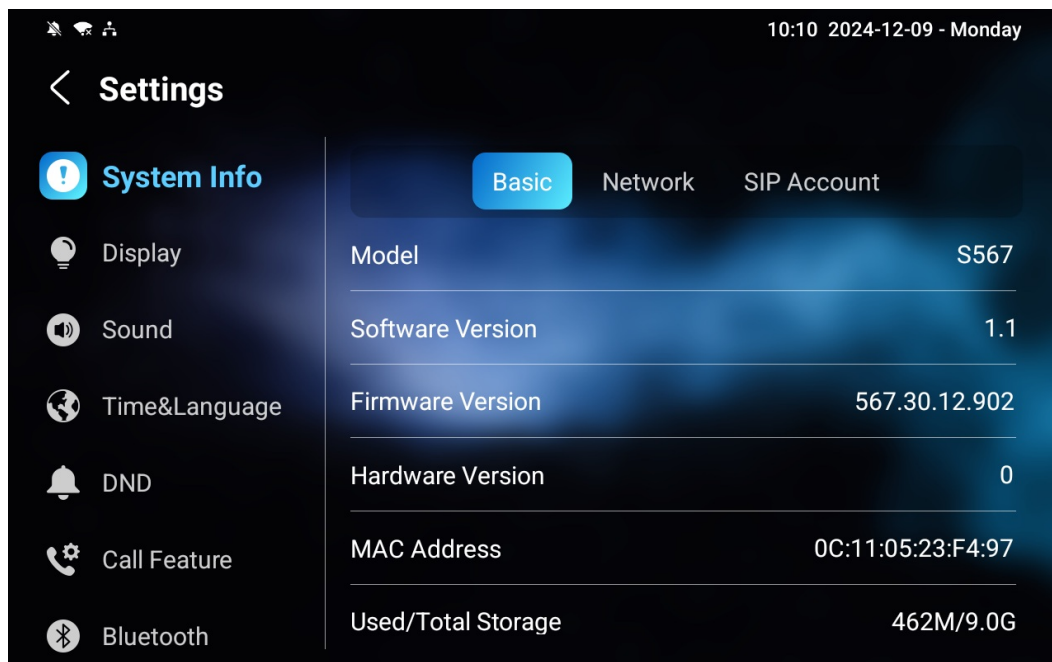 10:10 2024-12-09 - Monday
Settings
System Info
Display
Sound
Time&Language
DND
Call Feature
Bluetooth
Basic Network SIP Account
Model S567
Software Version 1.1
Firmware Version 567.30.12.902
Hardware Version 0
MAC Address 0C:11:05:23:F4:97
Used/Total Storage 462M/9.0G